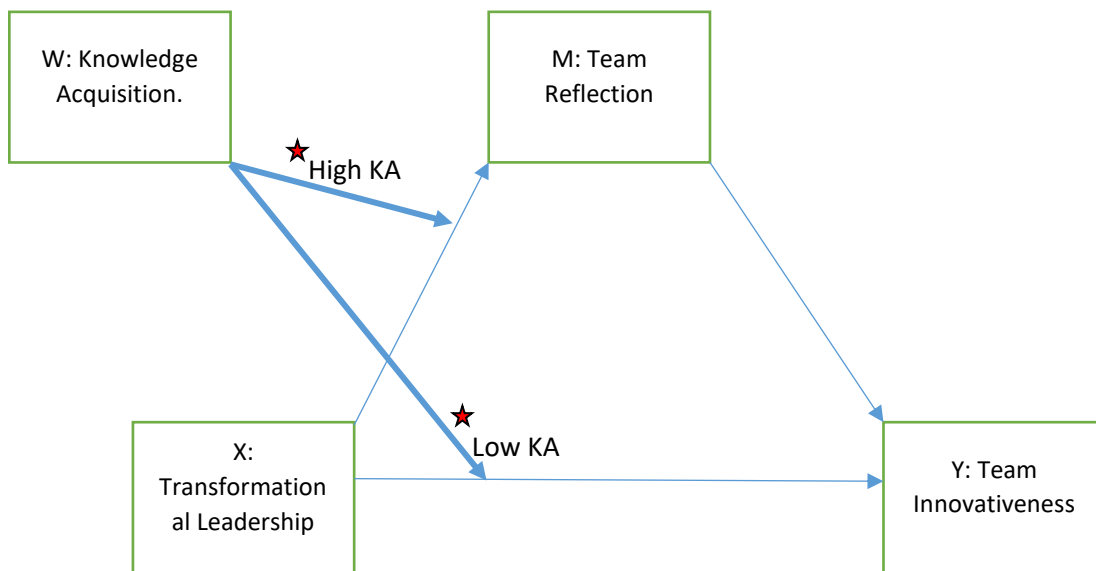 W: Knowledge
Acquisition.
M: Team
Reflection
High KA
Low KA
X:
Transformation
al Leadership
Y: Team
Innovativeness